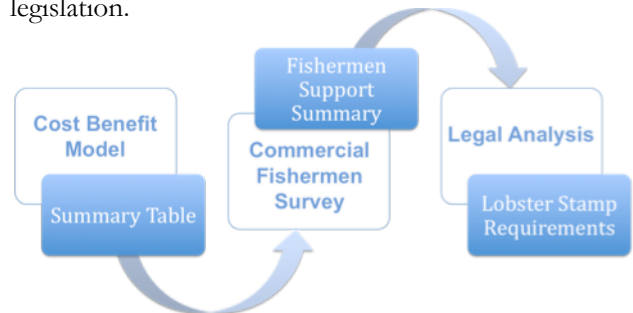 legislation.
Cost Benefit
Model
Summary Table
Fishermen
Support
Summary
Commercial
Fishermen
Survey
Legal Analysis
Lobster Stamp
Requirements